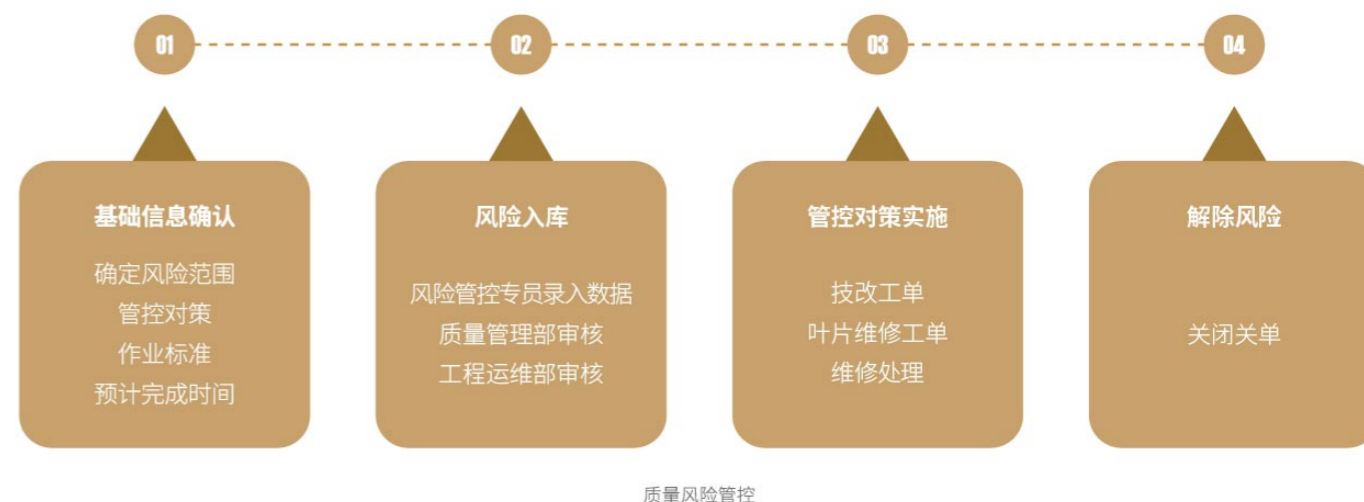 01
02
03
04
基础信息确认
确定风险范围
管控对策
作业标准
预计完成时间
风险入库
风险管控专员录入数据
质量管理部审核
工程运维部审核
管控对策实施
技改工单
叶片维修工单
维修处理
解除风险
关闭关单
质量风险管控